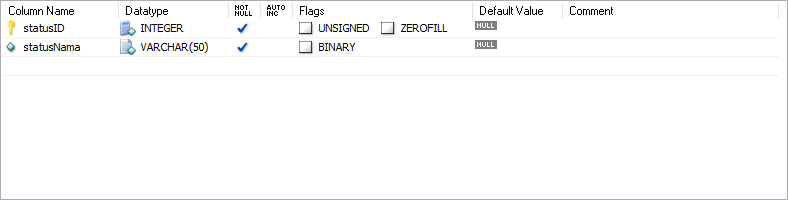 Column Name Datatype NOT NULL AUTO INC Flags Default Value Comment
statusID INTEGER UNSIGNED ZEROFILL NULL
statusNama VARCHAR(50) BINARY NULL